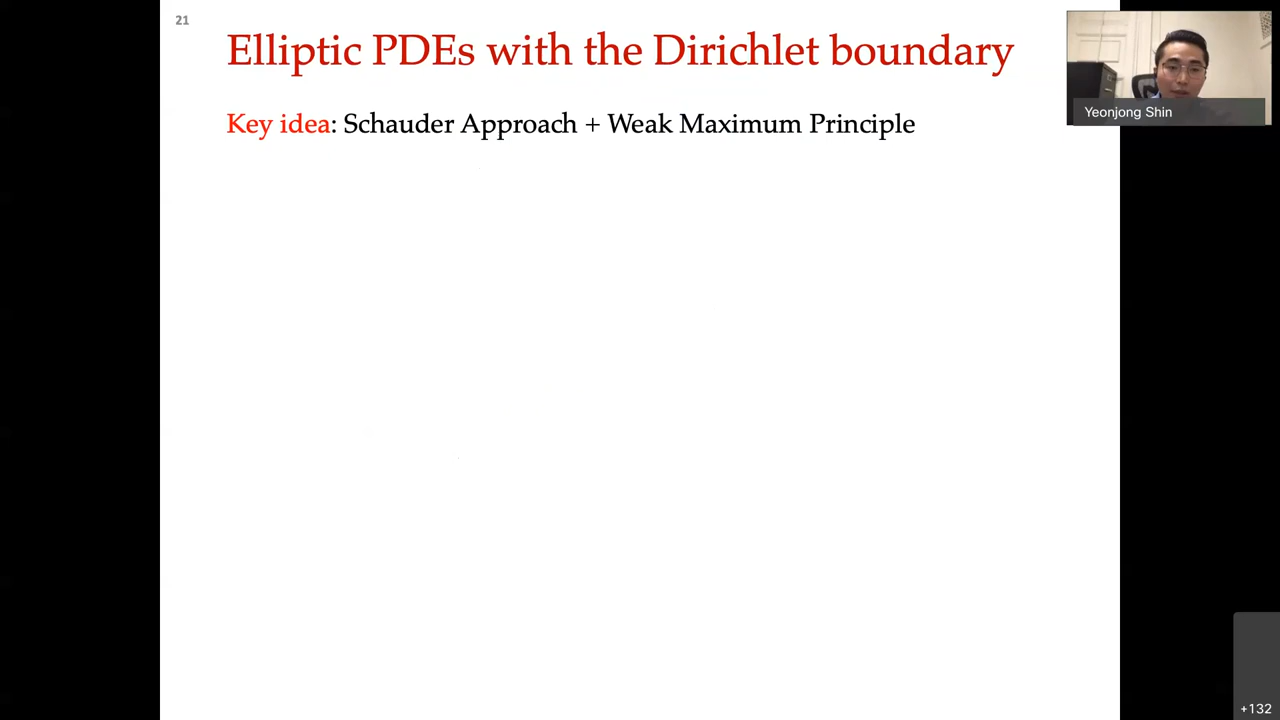 21
Elliptic PDEs with the Dirichlet boundary
Key idea: Schauder Approach + Weak Maximum Principle
Yeonjong Shin
+132